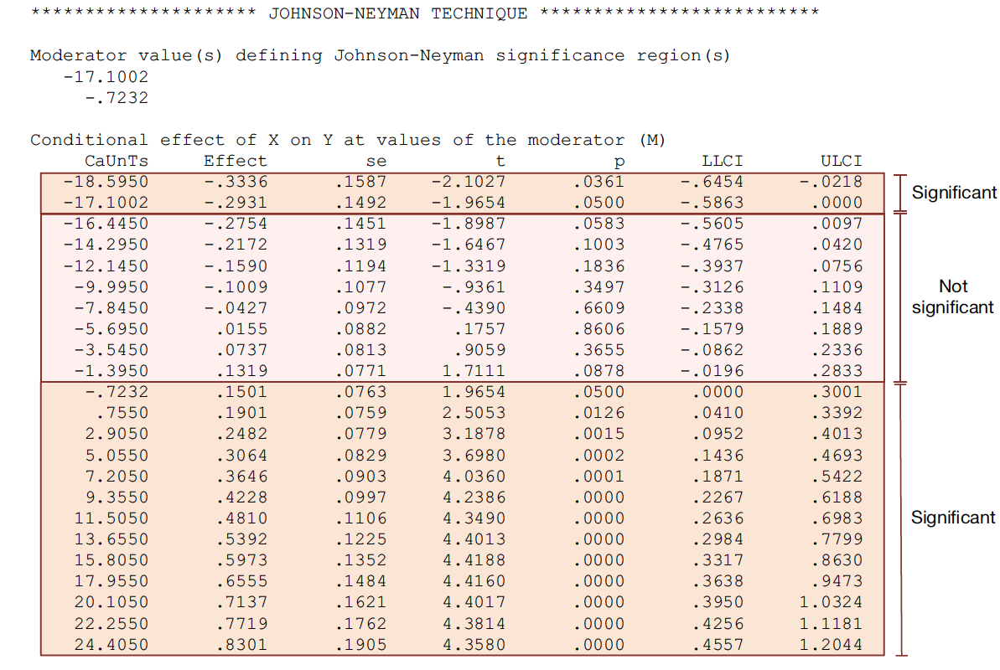 ********************* JOHNSON-NEYMAN TECHNIQUE **************************
Moderator value(s) defining Johnson-Neyman significance region(s)
-17.1002
-.7232
Conditional effect of X on Y at values of the moderator (M)
CaUnTs Effect se t p LLCI ULCI
-18.5950 -.3336 .1587 -2.1027 .0361 -.6454 -.0218
-17.1002 -.2931 .1492 -1.9654 .0500 -.5863 .0000
Significant
-16.4450 -.2754 .1451 -1.8987 .0583 -.5605 .0097
-14.2950 -.2172 .1319 -1.6467 .1003 -.4765 .0420
-12.1450 -.1590 .1194 -1.3319 .1836 -.3937 .0756
-9.9950 -.1009 .1077 -.9361 .3497 -.3126 .1109
-7.8450 -.0427 .0972 -.4390 .6609 -.2338 .1484
-5.6950 .0155 .0882 .1757 .8606 -.1579 .1889
-3.5450 .0737 .0813 .9059 .3655 -.0862 .2336
-1.3950 .1319 .0771 1.7111 .0878 -.0196 .2833
Not
significant
-.7232 .1501 .0763 1.9654 .0500 .0000 .3001
.7550 .1901 .0759 2.5053 .0126 .0410 .3392
2.9050 .2482 .0779 3.1878 .0015 .0952 .4013
5.0550 .3064 .0829 3.6980 .0002 .1436 .4693
7.2050 .3646 .0903 4.0360 .0001 .1871 .5422
9.3550 .4228 .0997 4.2386 .0000 .2267 .6188
11.5050 .4810 .1106 4.3490 .0000 .2636 .6983
13.6550 .5392 .1225 4.4013 .0000 .2984 .7799
15.8050 .5973 .1352 4.4188 .0000 .3317 .8630
17.9550 .6555 .1484 4.4160 .0000 .3638 .9473
20.1050 .7137 .1621 4.4017 .0000 .3950 1.0324
22.2550 .7719 .1762 4.3814 .0000 .4256 1.1181
24.4050 .8301 .1905 4.3580 .0000 .4557 1.2044
Significant